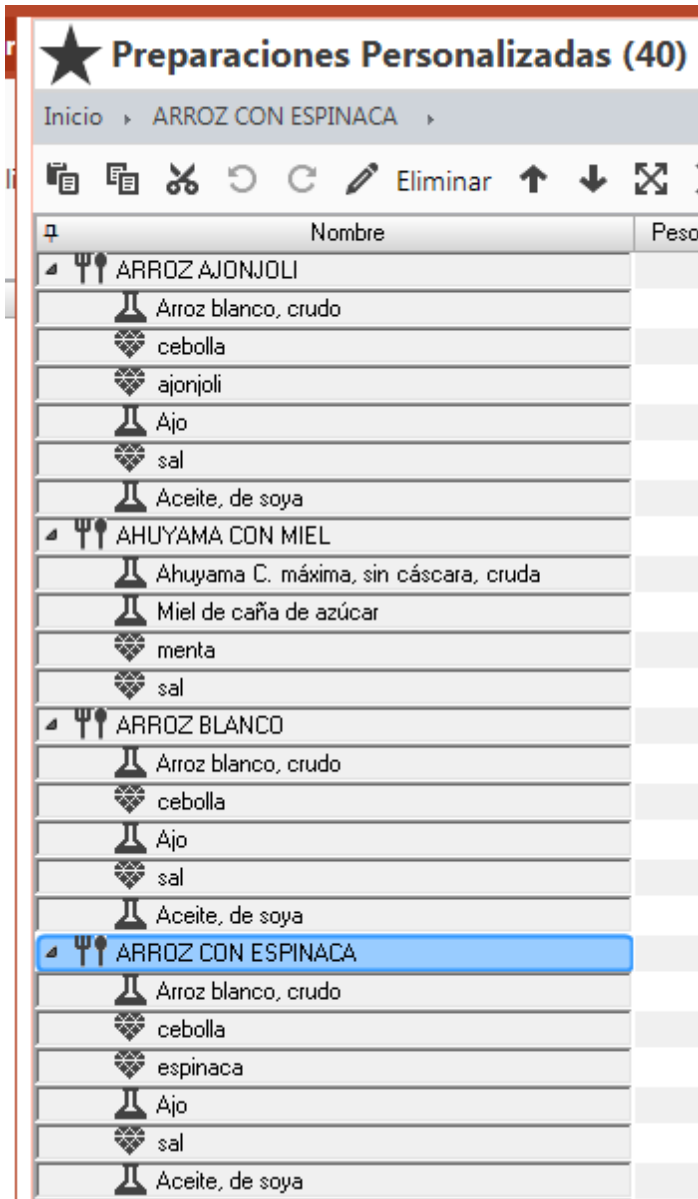 Preparaciones Personalizadas (40)
Inicio ▸ ARROZ CON ESPINACA ▸
Eliminar
Nombre Peso
ARROZ AJONJOLI
Arroz blanco, crudo
cebolla
ajonjoli
Ajo
sal
Aceite, de soya
AHUYAMA CON MIEL
Ahuyama C. máxima, sin cáscara, cruda
Miel de caña de azúcar
menta
sal
ARROZ BLANCO
Arroz blanco, crudo
cebolla
Ajo
sal
Aceite, de soya
ARROZ CON ESPINACA
Arroz blanco, crudo
cebolla
espinaca
Ajo
sal
Aceite, de soya